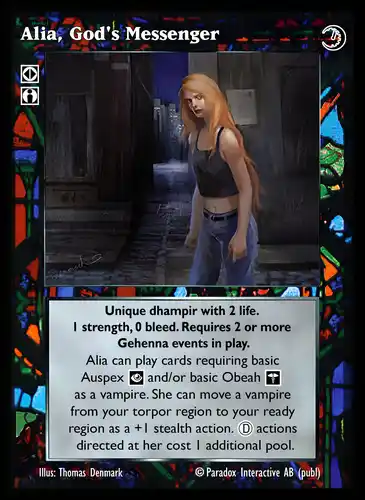 Alia, God's Messenger
Unique dhampir with 2 life.
1 strength, 0 bleed. Requires 2 or more
Gehenna events in play.
Alia can play cards requiring basic
Auspex and/or basic Obeah
as a vampire. She can move a vampire
from your torpor region to your ready
region as a +1 stealth action. D actions
directed at her cost 1 additional pool.
Illus: Thomas Denmark
© Paradox Interactive AB (publ)